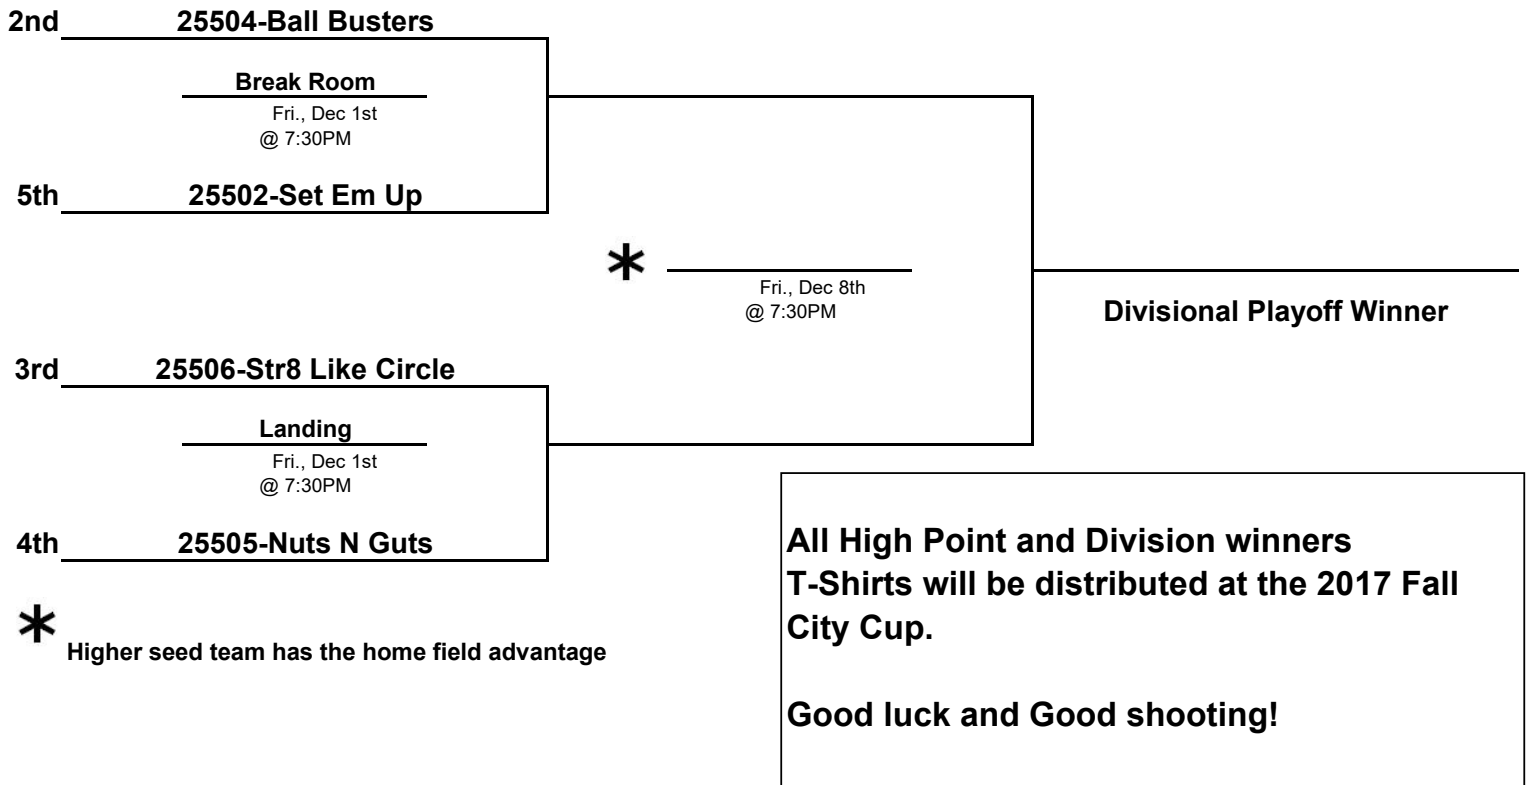 2nd 25504-Ball Busters
Break Room
Fri., Dec 1st
@ 7:30PM
5th 25502-Set Em Up
* 
Fri., Dec 8th
@ 7:30PM
Divisional Playoff Winner
3rd 25506-Str8 Like Circle
Landing
Fri., Dec 1st
@ 7:30PM
4th 25505-Nuts N Guts
* Higher seed team has the home field advantage
All High Point and Division winners
T-Shirts will be distributed at the 2017 Fall
City Cup.
Good luck and Good shooting!